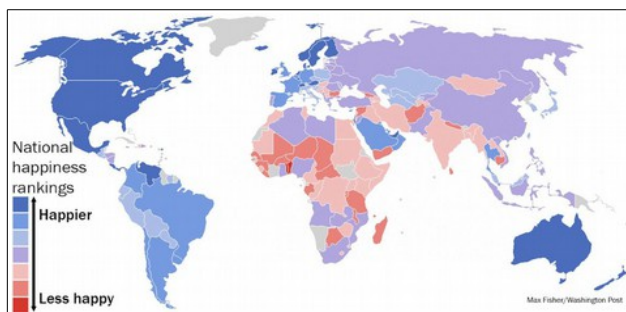 National
happiness
rankings
Happier
Less happy
Max Fisher/Washington Post